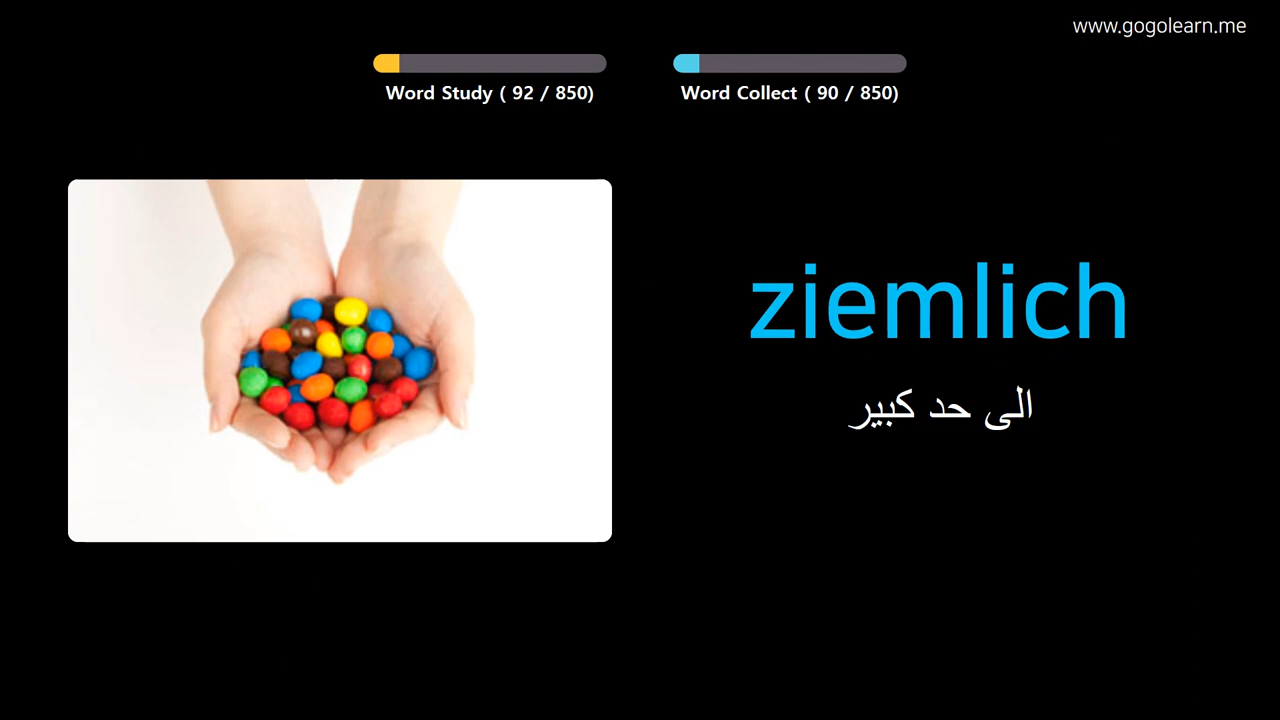 www.gogolearn.me
Word Study ( 92 / 850)
Word Collect ( 90 / 850)
ziemlich
الى حد كبير